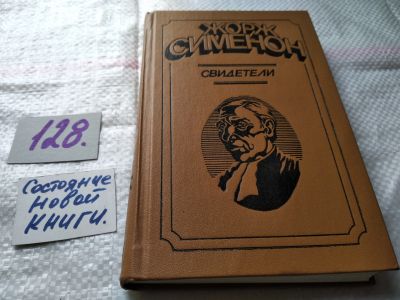 ЖОРЖ
СИМЕНОН
СВИДЕТЕЛИ
128.
Состояние
новой
книги.